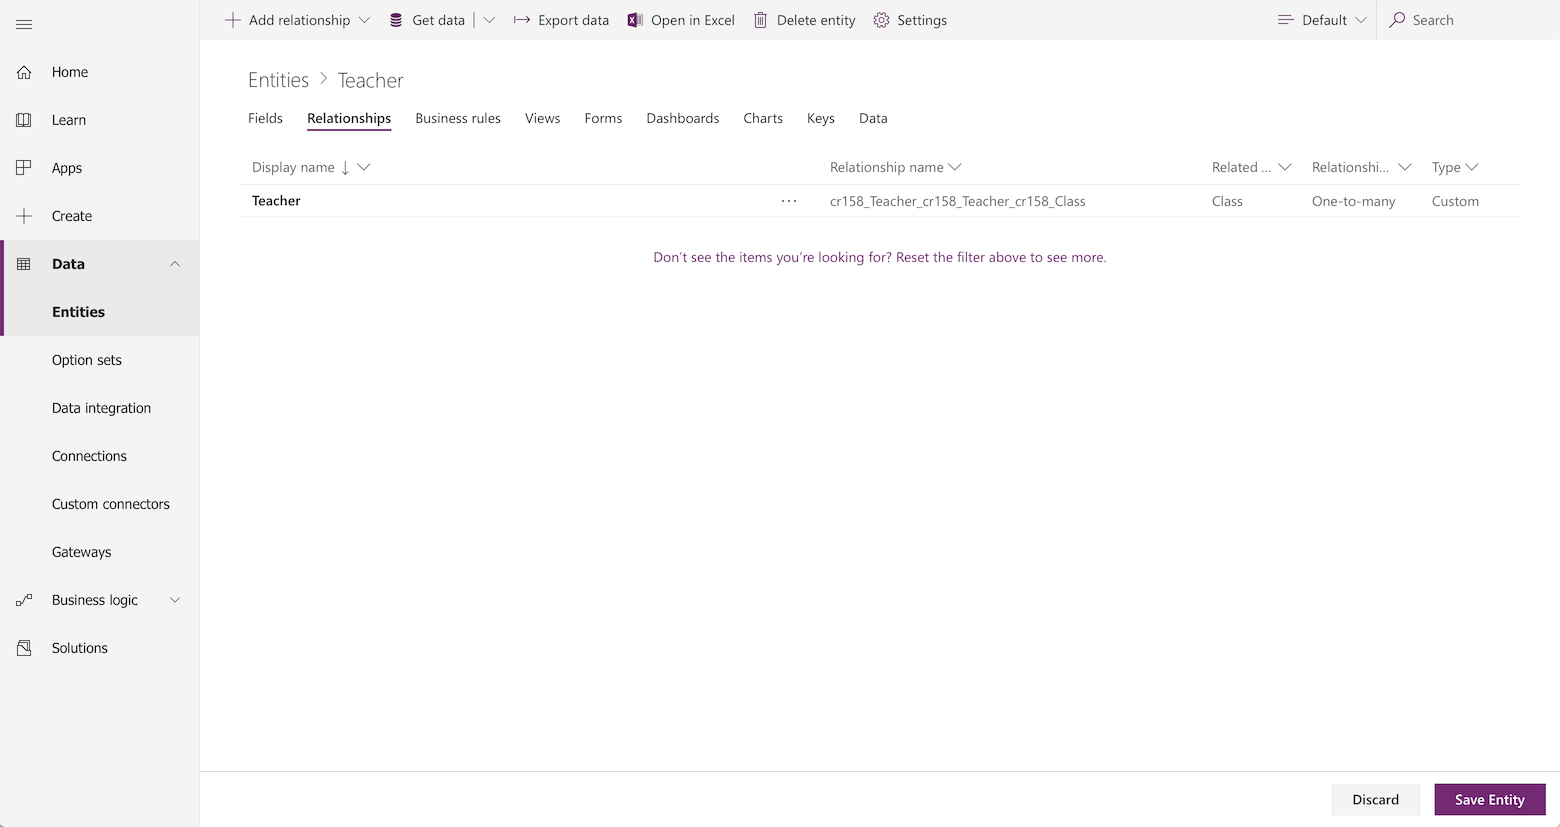 Add relationship Get data Export data Open in Excel Delete entity Settings Default Search
Home
Learn
Apps
Create
Data
Entities
Option sets
Data integration
Connections
Custom connectors
Gateways
Business logic
Solutions
Entities > Teacher
Fields Relationships Business rules Views Forms Dashboards Charts Keys Data
Display name ↓ Relationship name Related ... Relationshi... Type
Teacher ... cr158_Teacher_cr158_Teacher_cr158_Class Class One-to-many Custom
Don't see the items you're looking for? Reset the filter above to see more.
Discard Save Entity